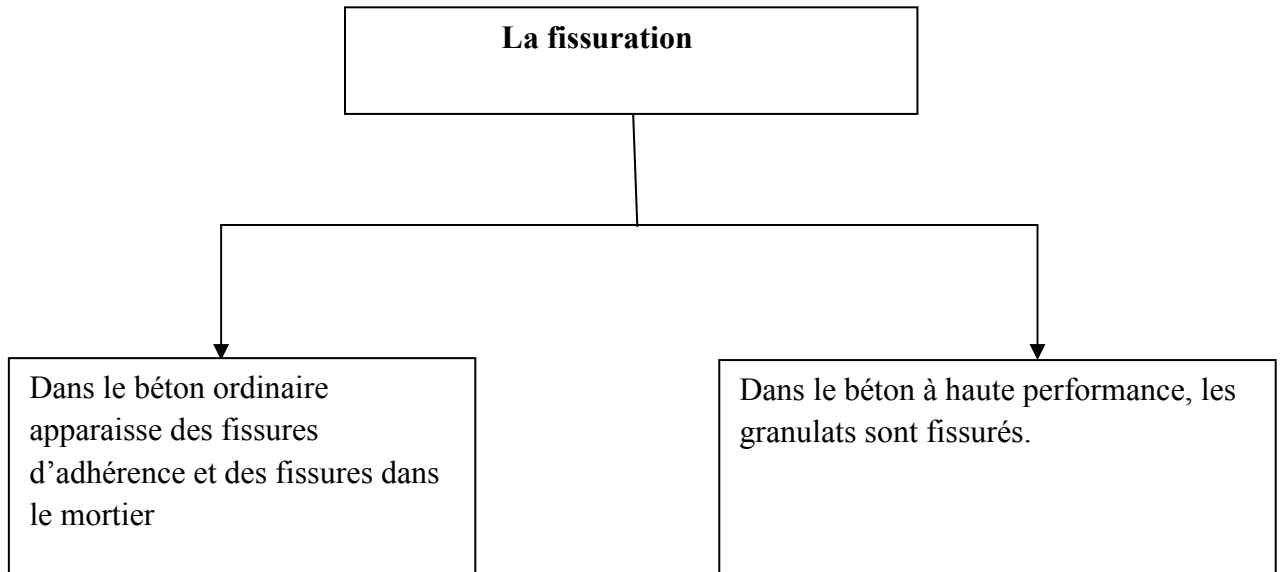 La fissuration
Dans le béton ordinaire
apparaisse des fissures
d’adhérence et des fissures dans
le mortier
Dans le béton à haute performance, les
granulats sont fissurés.